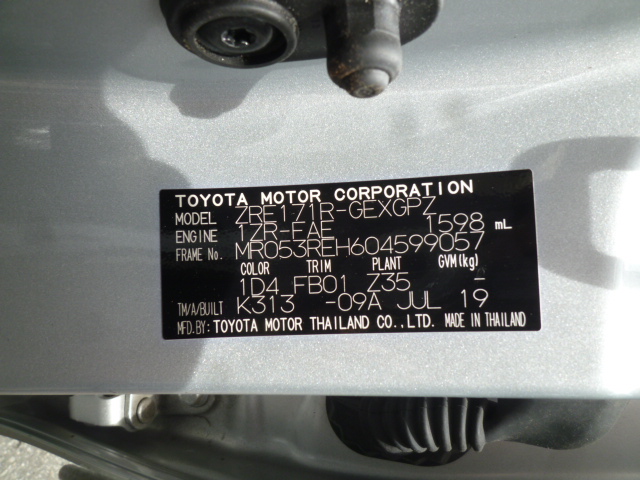 TOYOTA MOTOR CORPORATION
MODEL ZRE171R-GEXGPZ
ENGINE 1ZR-FAE 1598 mL
FRAME No. MR053REH604599057
COLOR TRIM PLANT GVM(kg)
1D4 FB01 Z35 –
TM/A/BUILT K313 -09A JUL 19
MFD.BY: TOYOTA MOTOR THAILAND CO.,LTD. MADE IN THAILAND